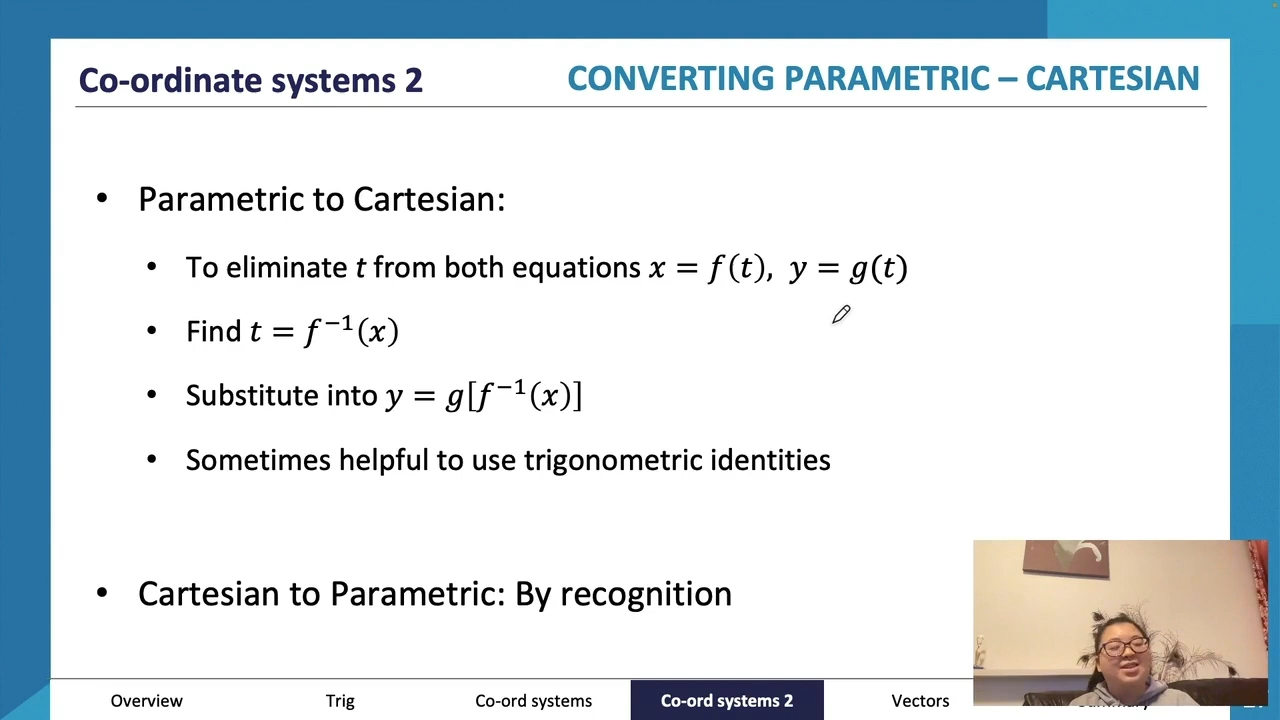 Co-ordinate systems 2
CONVERTING PARAMETRIC – CARTESIAN
• Parametric to Cartesian:
• To eliminate t from both equations x = f(t), y = g(t)
• Find t = f⁻¹(x)
• Substitute into y = g[f⁻¹(x)]
• Sometimes helpful to use trigonometric identities
• Cartesian to Parametric: By recognition
Overview
Trig
Co-ord systems
Co-ord systems 2
Vectors